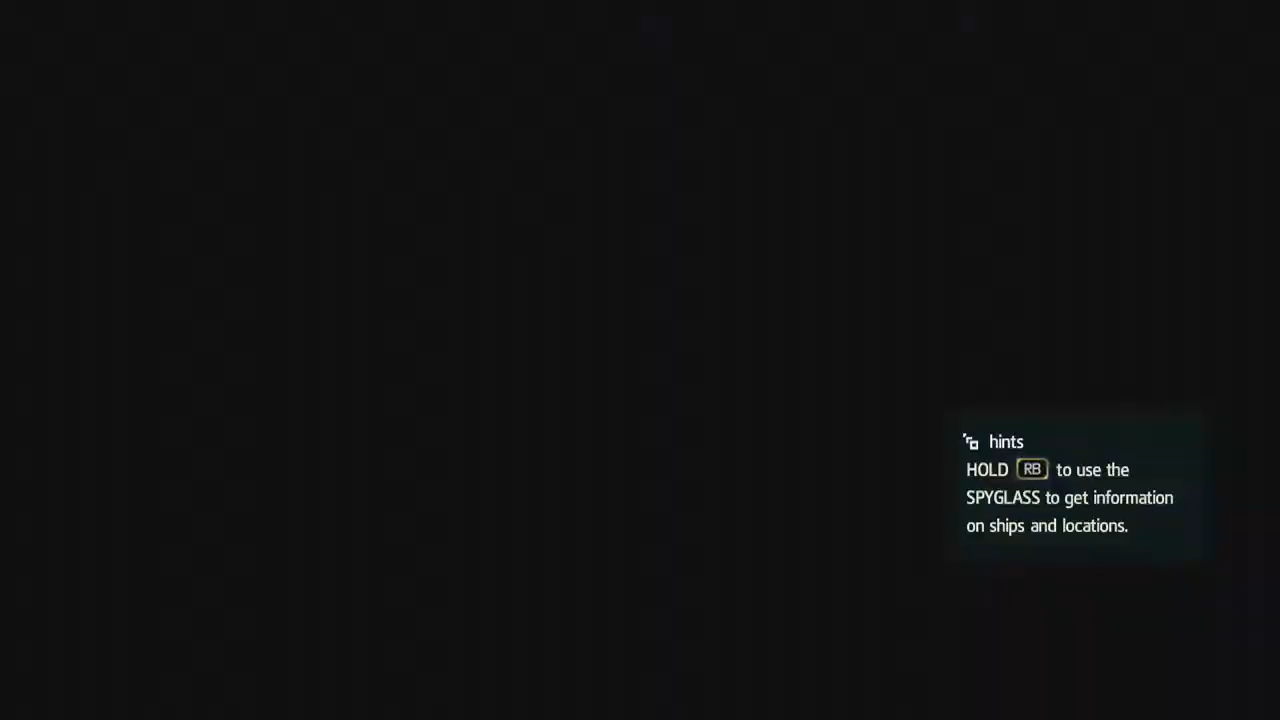 hints
HOLD RB to use the
SPYGLASS to get information
on ships and locations.